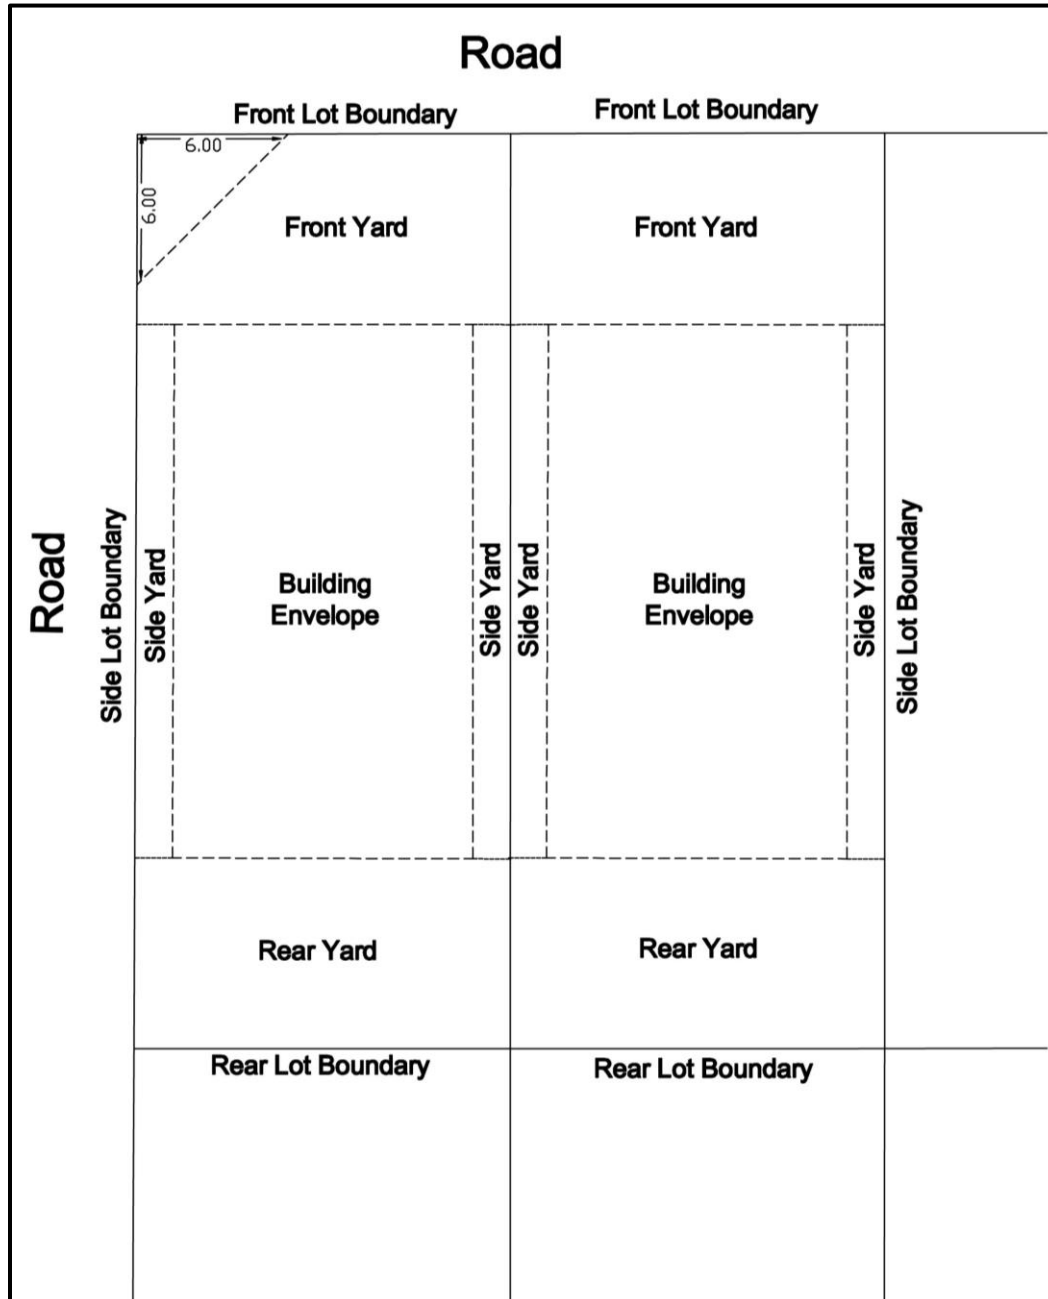 Road
Front Lot Boundary
Front Lot Boundary
6.00
6.00
Front Yard
Front Yard
Road
Side Lot Boundary
Side Yard
Building
Envelope
Side Yard
Side Yard
Building
Envelope
Side Yard
Side Lot Boundary
Rear Yard
Rear Yard
Rear Lot Boundary
Rear Lot Boundary